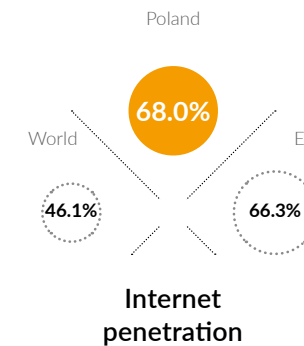 Poland
68.0%
World
E
46.1%
66.3%
Internet
penetration